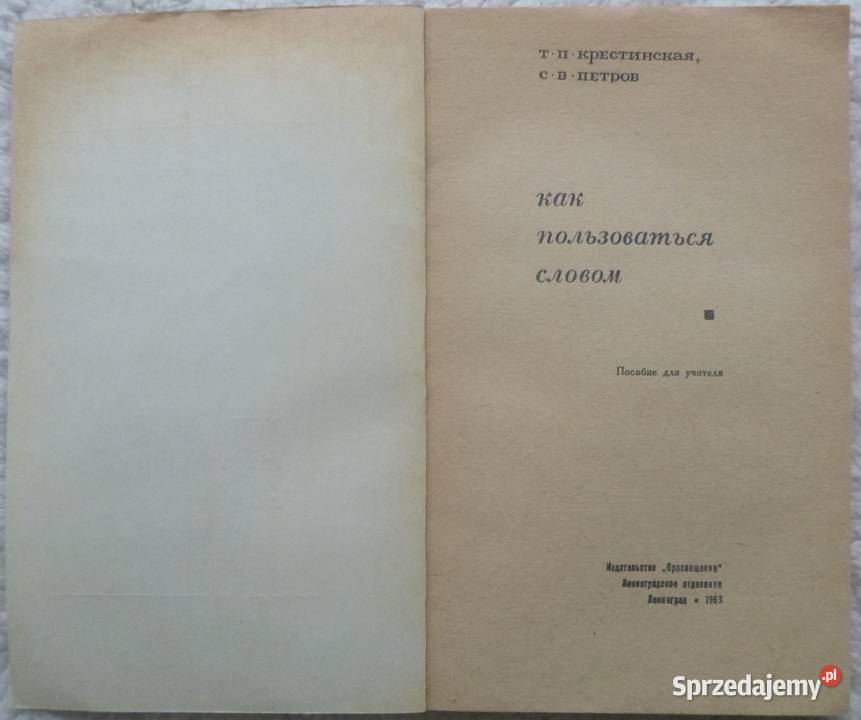 Т·П·КРЕСТИНСКАЯ,
С·В·ПЕТРОВ
как
пользоваться
словом
Пособие для учителя
Издательство „Просвещение"
Ленинградское отделение
Ленинград • 1963
Sprzedajemy.pl